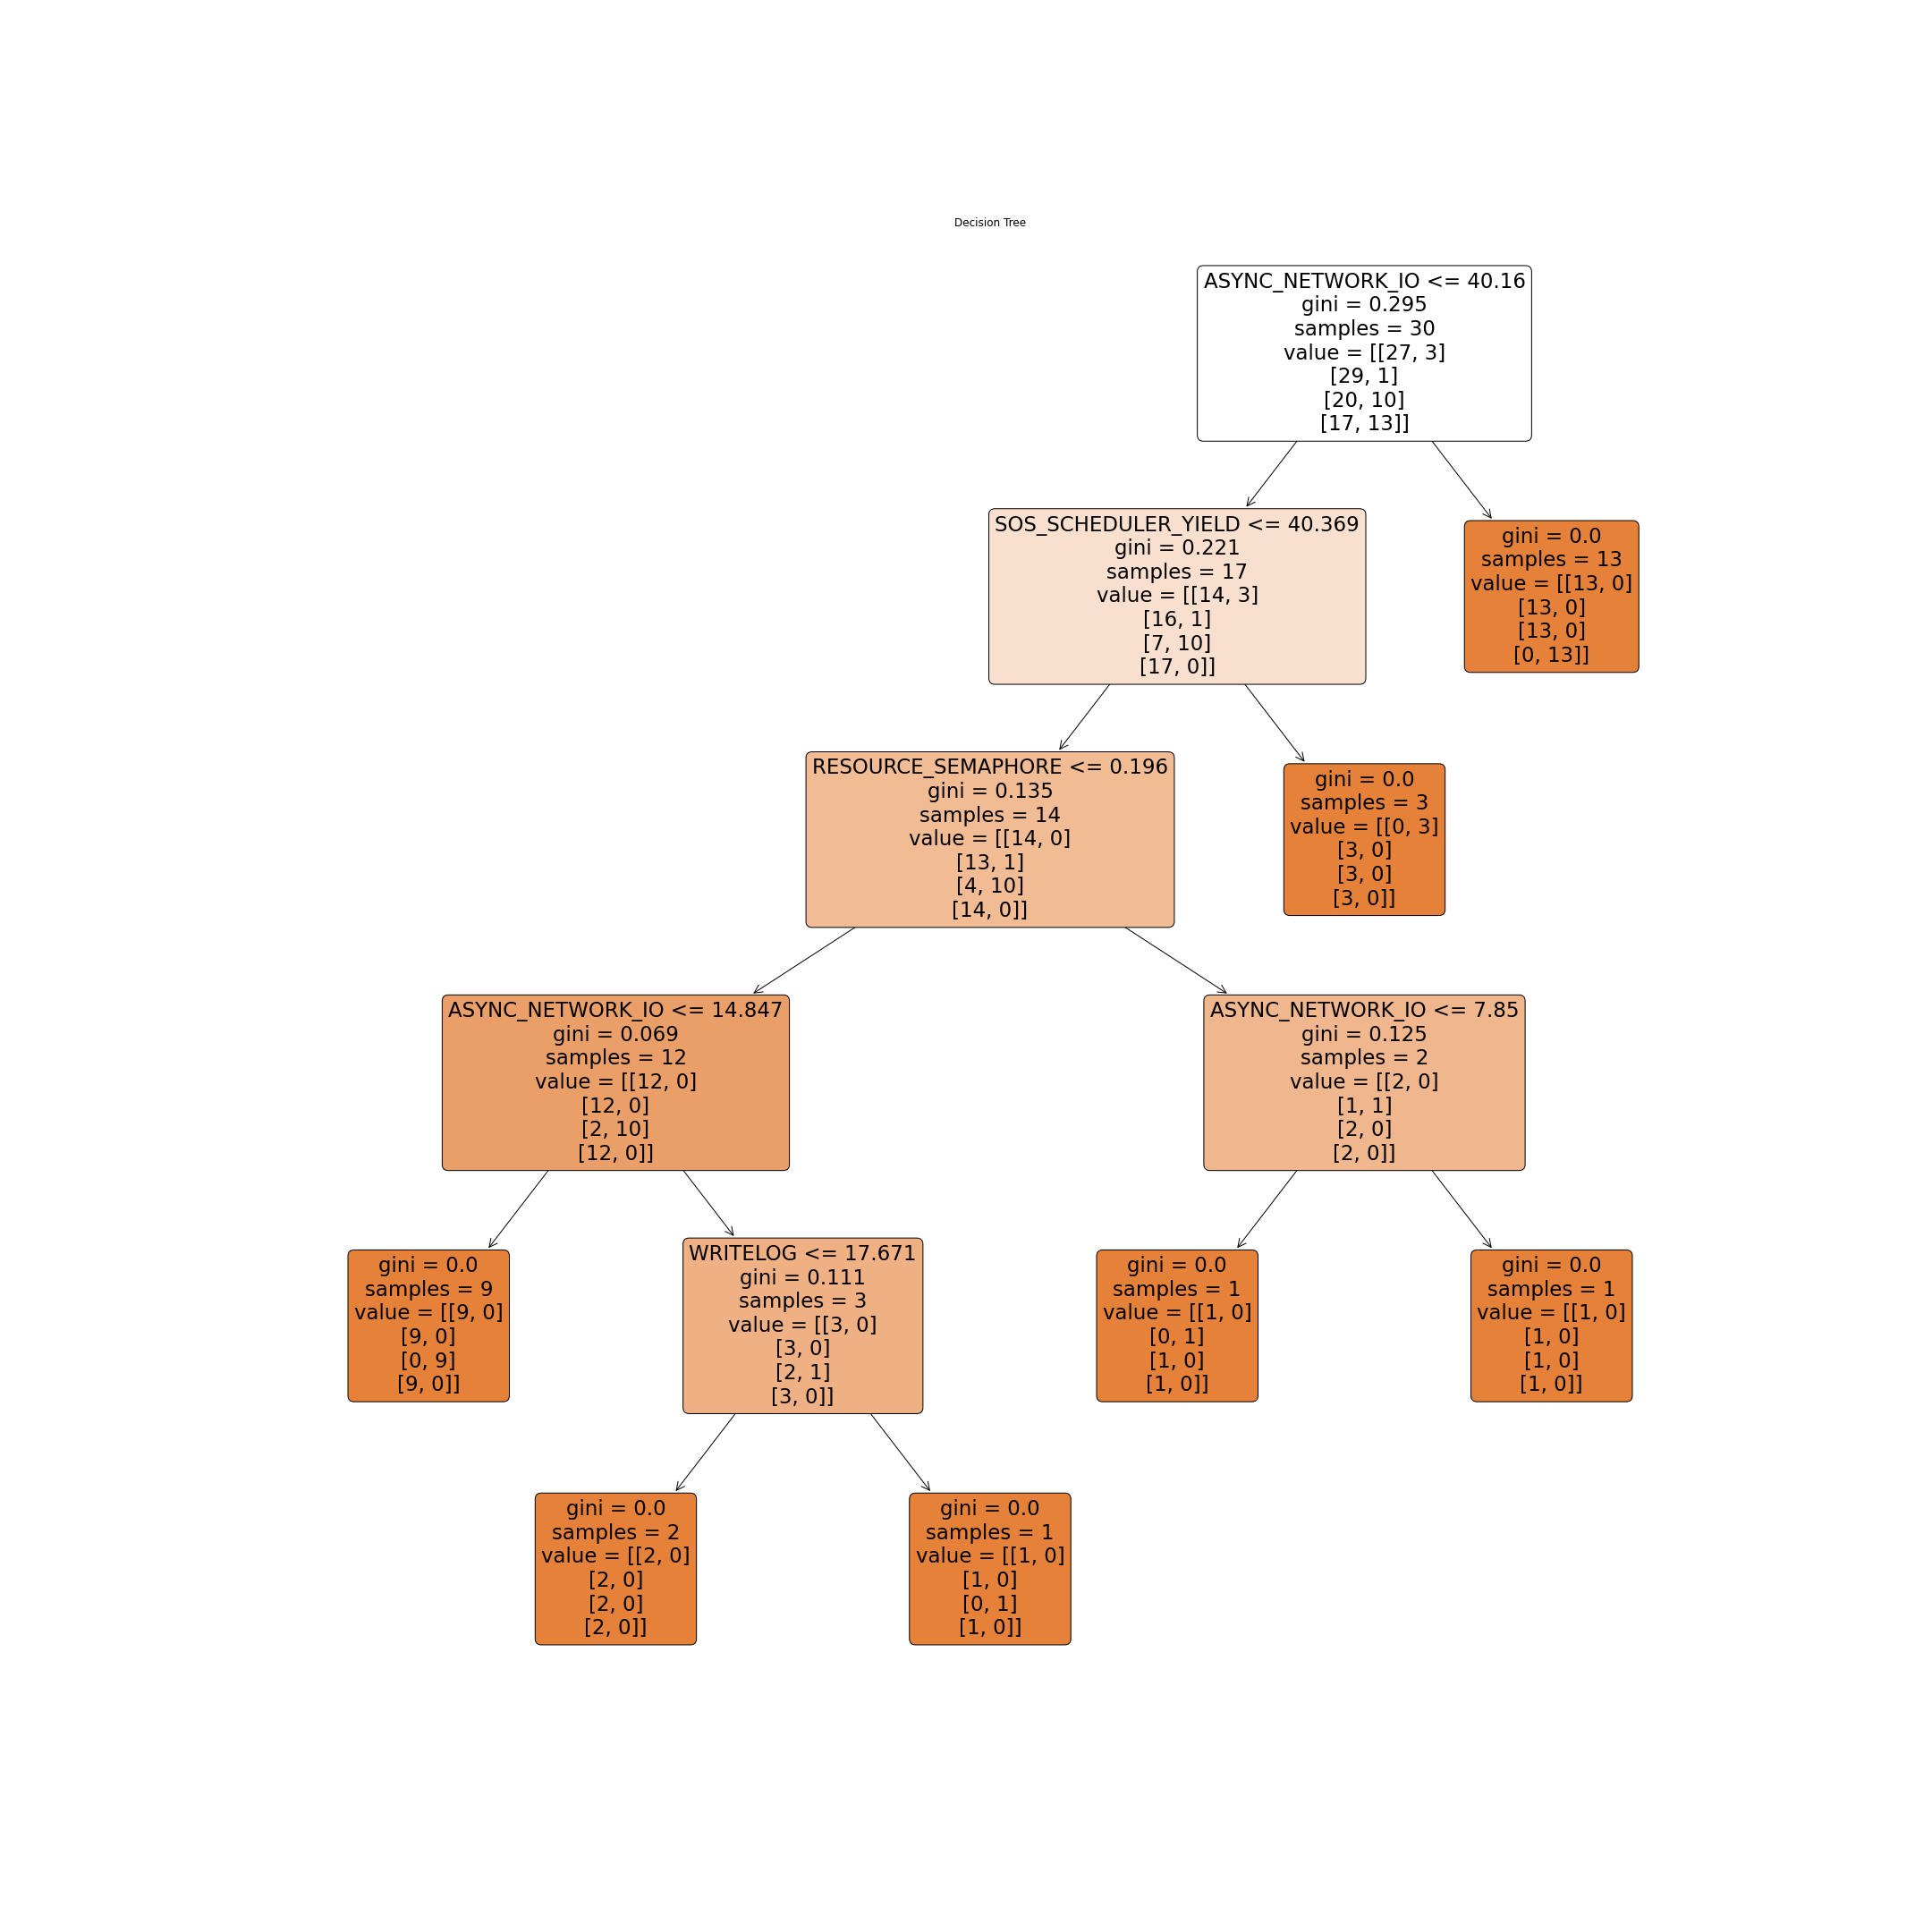 Decision Tree
ASYNC_NETWORK_IO <= 40.16
gini = 0.295
samples = 30
value = [[27, 3]
[29, 1]
[20, 10]
[17, 13]]
SOS_SCHEDULER_YIELD <= 40.369
gini = 0.221
samples = 17
value = [[14, 3]
[16, 1]
[7, 10]
[17, 0]]
gini = 0.0
samples = 13
value = [[13, 0]
[13, 0]
[13, 0]
[0, 13]]
RESOURCE_SEMAPHORE <= 0.196
gini = 0.135
samples = 14
value = [[14, 0]
[13, 1]
[4, 10]
[14, 0]]
gini = 0.0
samples = 3
value = [[0, 3]
[3, 0]
[3, 0]
[3, 0]]
ASYNC_NETWORK_IO <= 14.847
gini = 0.069
samples = 12
value = [[12, 0]
[12, 0]
[2, 10]
[12, 0]]
ASYNC_NETWORK_IO <= 7.85
gini = 0.125
samples = 2
value = [[2, 0]
[1, 1]
[2, 0]
[2, 0]]
gini = 0.0
samples = 9
value = [[9, 0]
[9, 0]
[0, 9]
[9, 0]]
WRITELOG <= 17.671
gini = 0.111
samples = 3
value = [[3, 0]
[3, 0]
[2, 1]
[3, 0]]
gini = 0.0
samples = 1
value = [[1, 0]
[0, 1]
[1, 0]
[1, 0]]
gini = 0.0
samples = 1
value = [[1, 0]
[1, 0]
[1, 0]
[1, 0]]
gini = 0.0
samples = 2
value = [[2, 0]
[2, 0]
[2, 0]
[2, 0]]
gini = 0.0
samples = 1
value = [[1, 0]
[1, 0]
[0, 1]
[1, 0]]